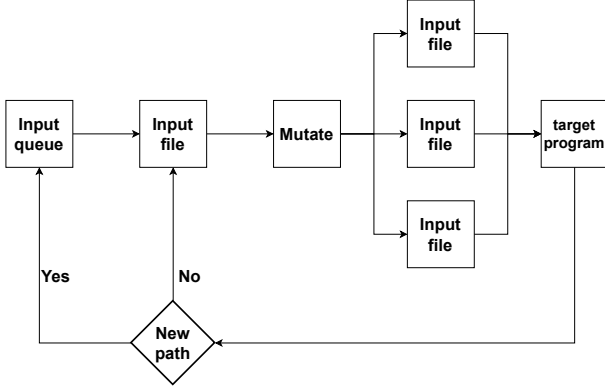 Input
file
Input
queue
Input
file
Mutate
Input
file
target
program
Input
file
Yes
No
New
path